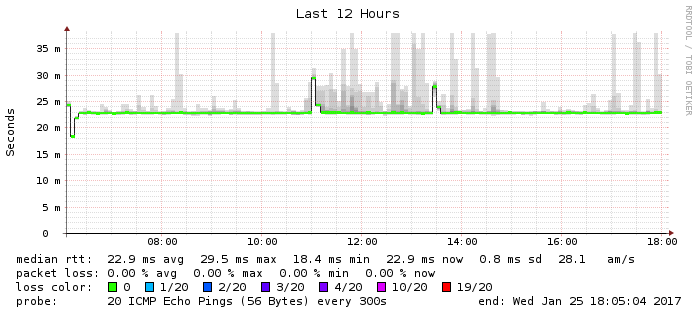 Last 12 Hours
RRDTOOL / TOBI OETIKER
Seconds
35 m
30 m
25 m
20 m
15 m
10 m
5 m
0
08:00 10:00 12:00 14:00 16:00 18:00
median rtt: 22.9 ms avg 29.5 ms max 18.4 ms min 22.9 ms now 0.8 ms sd 28.1 am/s
packet loss: 0.00 % avg 0.00 % max 0.00 % min 0.00 % now
loss color: 0 1/20 2/20 3/20 4/20 10/20 19/20
probe: 20 ICMP Echo Pings (56 Bytes) every 300s end: Wed Jan 25 18:05:04 2017